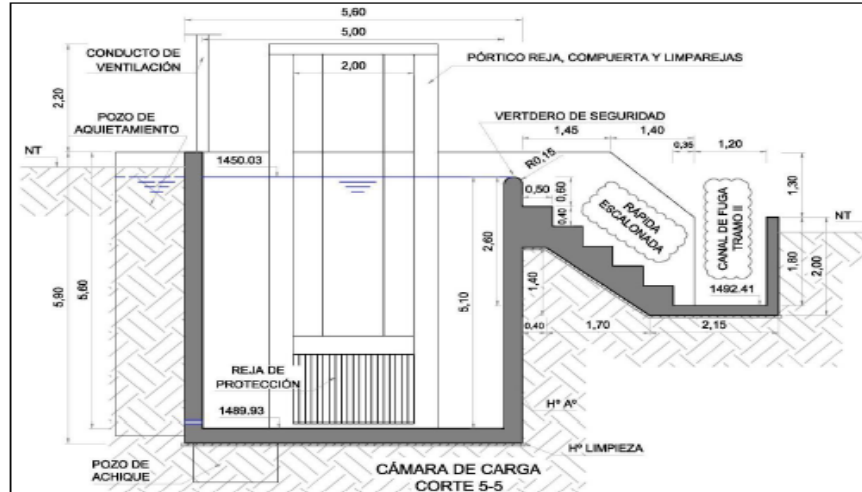 5,60
5,00
CONDUCTO DE
VENTILACIÓN
2,00
PÓRTICO REJA, COMPUERTA Y LIMPAREJAS
2,20
POZO DE
AQUIETAMIENTO
VERTDERO DE SEGURIDAD
1,45
1,40
NT
1450.03
R0,15
0,35
1,20
0,50
0,60
0,40
RÁPIDA
ESCALONADA
CANAL DE FUGA
TRAMO II
1,30
NT
2,60
5,90
5,60
5,10
1,40
1492.41
1,80
2,00
0,40
1,70
2,15
REJA DE
PROTECCIÓN
1489.93
Hº Aº
Hº LIMPIEZA
POZO DE
ACHIQUE
CÁMARA DE CARGA
CORTE 5-5